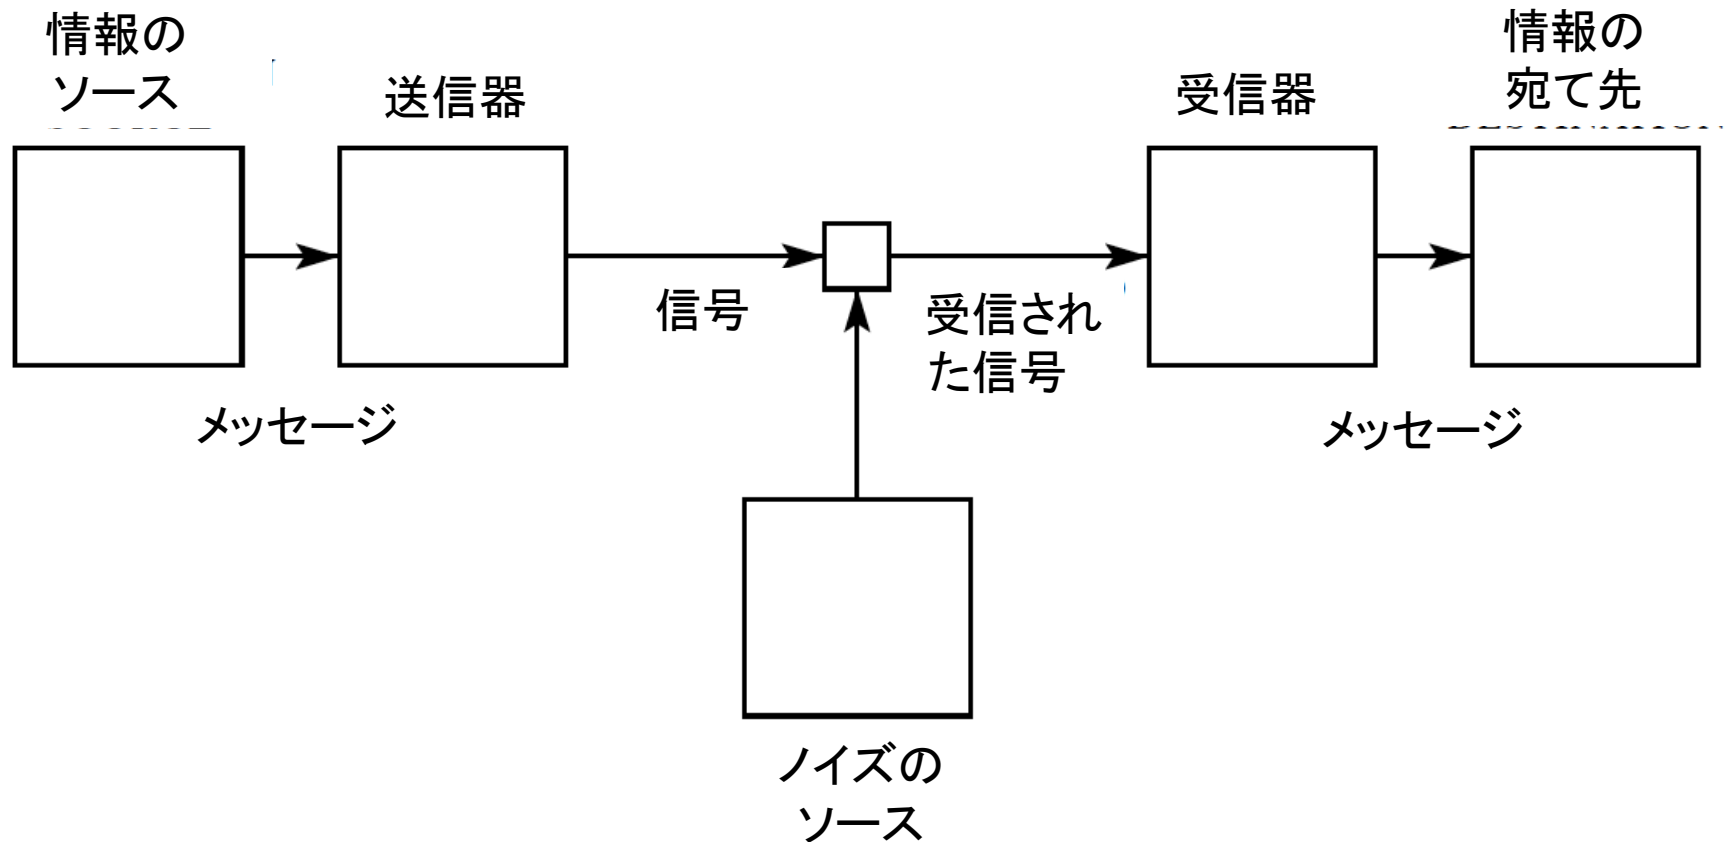 情報の
ソース
送信器
受信器
情報の
宛て先
信号
受信され
た信号
メッセージ
メッセージ
ノイズの
ソース